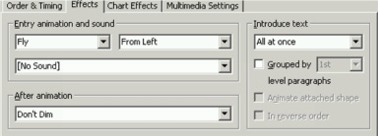 Order & Timing
Effects
Chart Effects
Multimedia Settings
Entry animation and sound
Fly
From Left
[No Sound]
After animation
Don't Dim
Introduce text
All at once
Grouped by 1st
level paragraphs
Animate attached shape
In reverse order